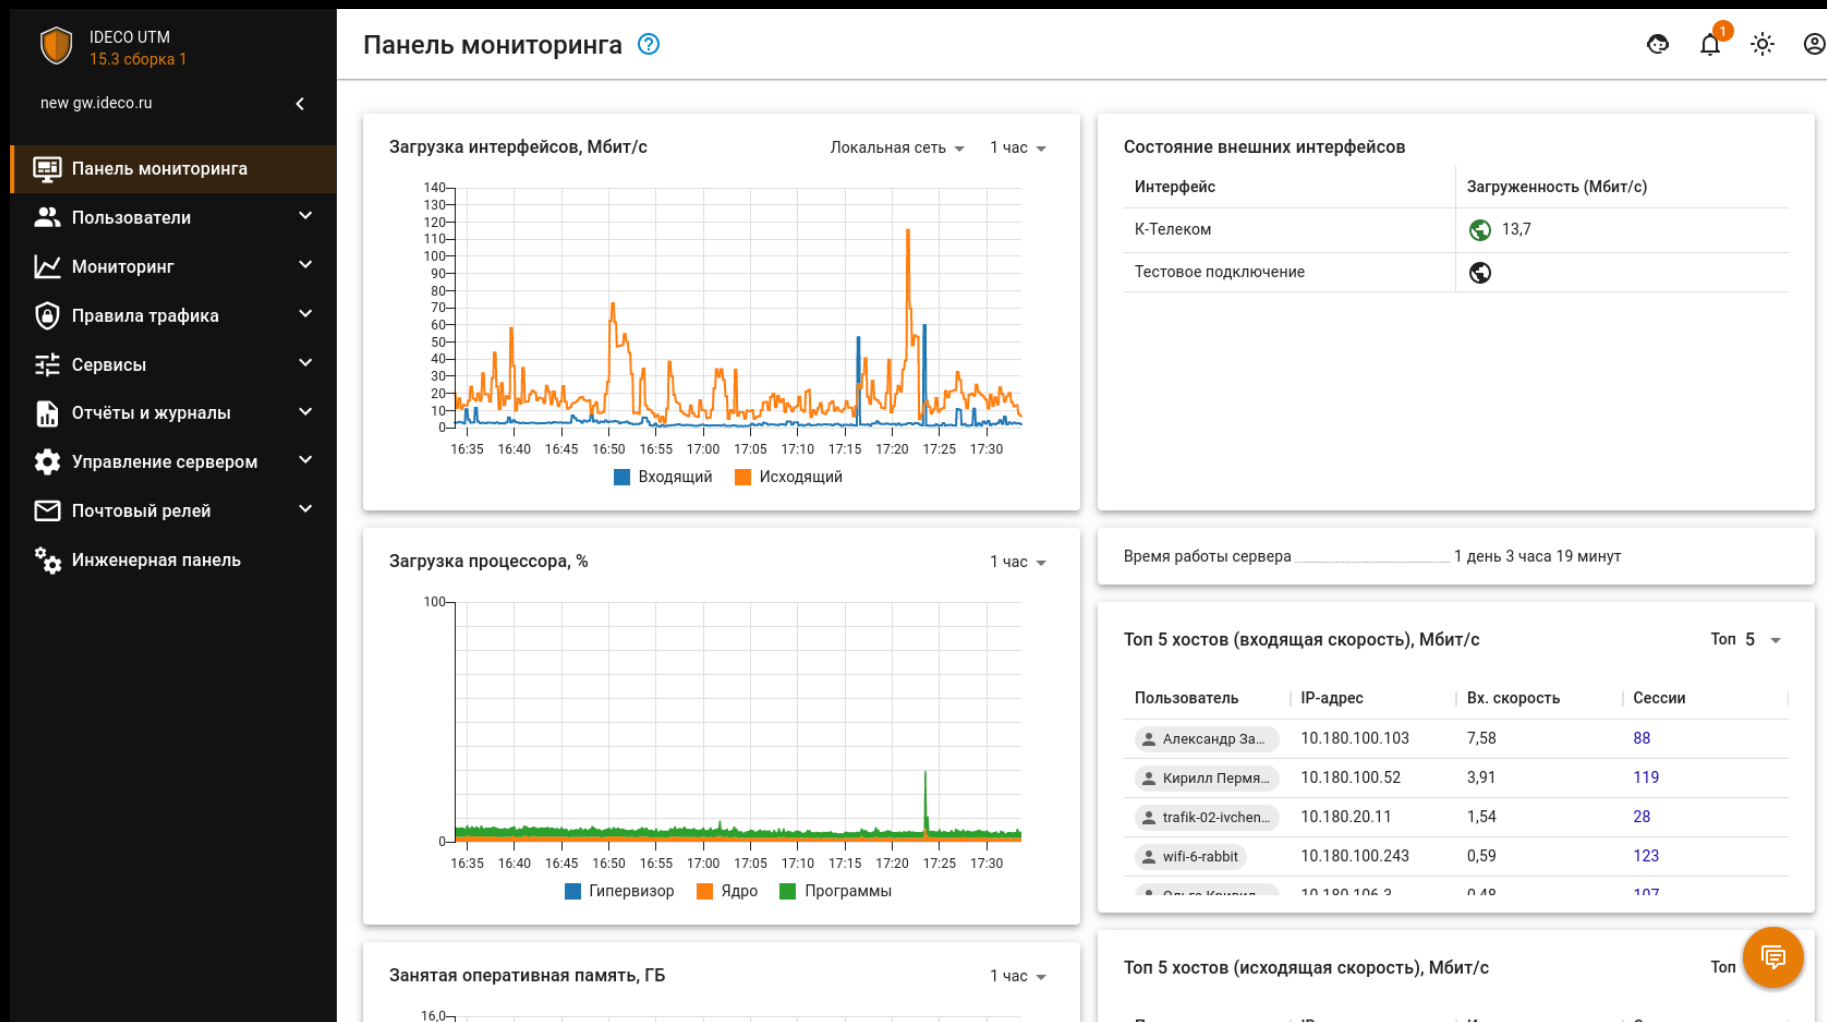 IDECO UTM
15.3 сборка 1
new gw.ideco.ru
Панель мониторинга
Пользователи
Мониторинг
Правила трафика
Сервисы
Отчёты и журналы
Управление сервером
Почтовый релей
Инженерная панель
Панель мониторинга ?
1
Загрузка интерфейсов, Мбит/с Локальная сеть 1 час
140
130
120
110
100
90
80
70
60
50
40
30
20
10
0
16:35 16:40 16:45 16:50 16:55 17:00 17:05 17:10 17:15 17:20 17:25 17:30
Входящий Исходящий
Состояние внешних интерфейсов
Интерфейс Загруженность (Мбит/с)
К-Телеком 13,7
Тестовое подключение
Загрузка процессора, % 1 час
100
0
16:35 16:40 16:45 16:50 16:55 17:00 17:05 17:10 17:15 17:20 17:25 17:30
Гипервизор Ядро Программы
Время работы сервера 1 день 3 часа 19 минут
Топ 5 хостов (входящая скорость), Мбит/с Топ 5
Пользователь IP-адрес Вх. скорость Сессии
Александр За... 10.180.100.103 7,58 88
Кирилл Пермя... 10.180.100.52 3,91 119
trafik-02-ivchen... 10.180.20.11 1,54 28
wifi-6-rabbit 10.180.100.243 0,59 123
10.180.106.3 0,48 107
Занятая оперативная память, ГБ 1 час
16,0
Топ 5 хостов (исходящая скорость), Мбит/с Топ